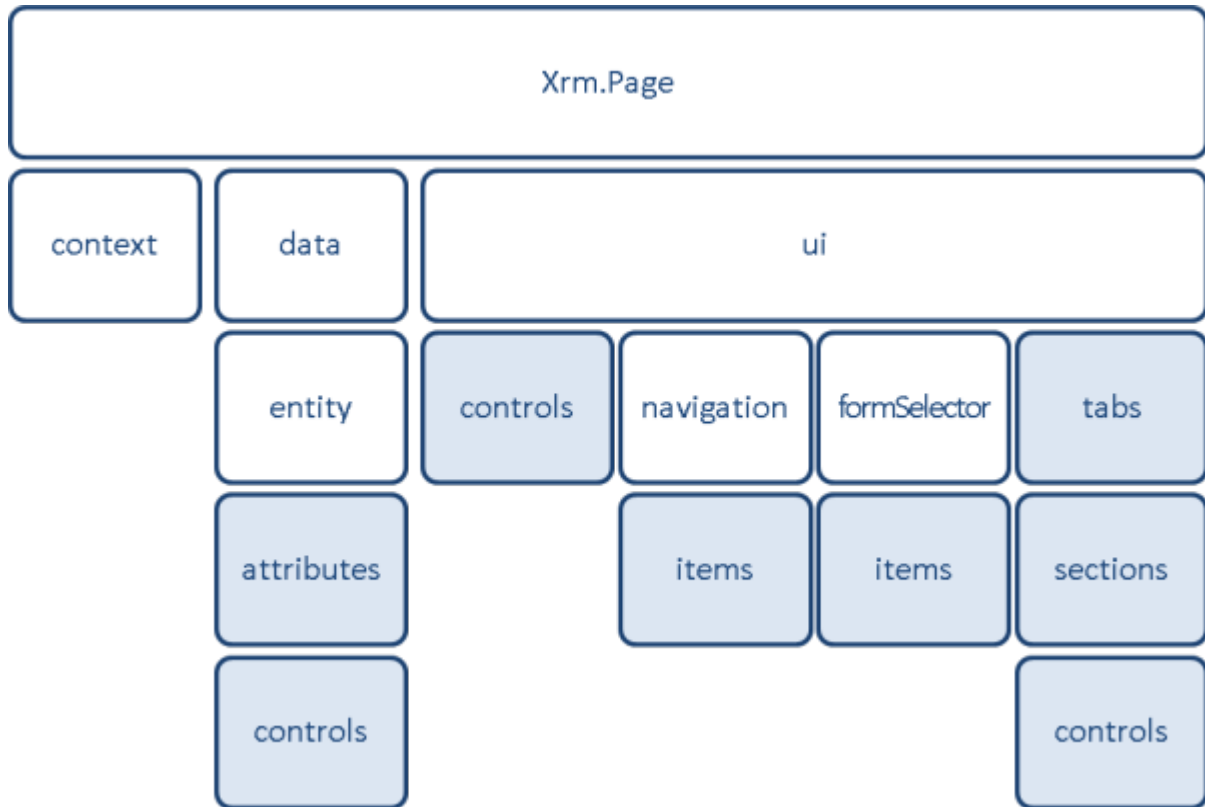 Xrm.Page
context
data
ui
entity
controls
navigation
formSelector
tabs
attributes
items
items
sections
controls
controls